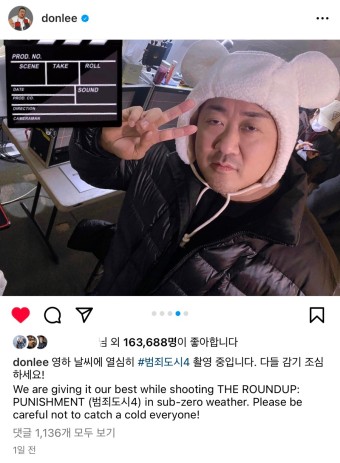 donlee
PROD. NO.
SCENE TAKE ROLL
DATE SOUND
PROD.CO
DIRECTION
CAMERAMAN
님 외 163,688명이 좋아합니다
donlee 영하 날씨에 열심히 #범죄도시4 촬영 중입니다. 다들 감기 조심
하세요!
We are giving it our best while shooting THE ROUNDUP:
PUNISHMENT (범죄도시4) in sub-zero weather. Please be
careful not to catch a cold everyone!
댓글 1,136개 모두 보기
1일 전